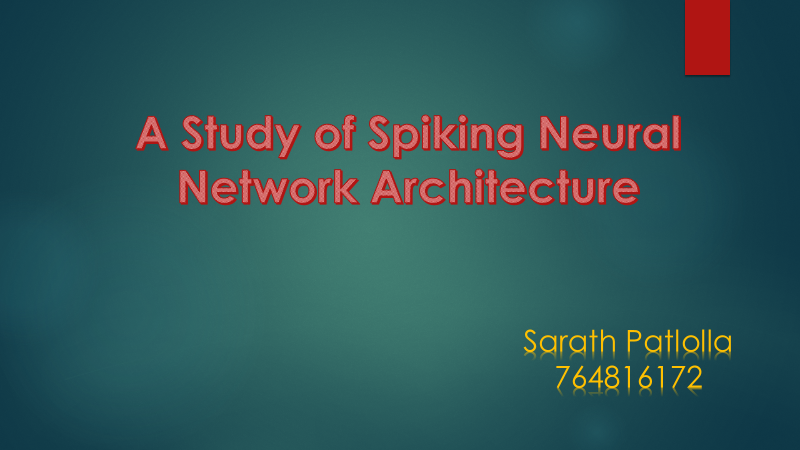 A Study of Spiking Neural
Network Architecture
Sarath Patlolla
764816172